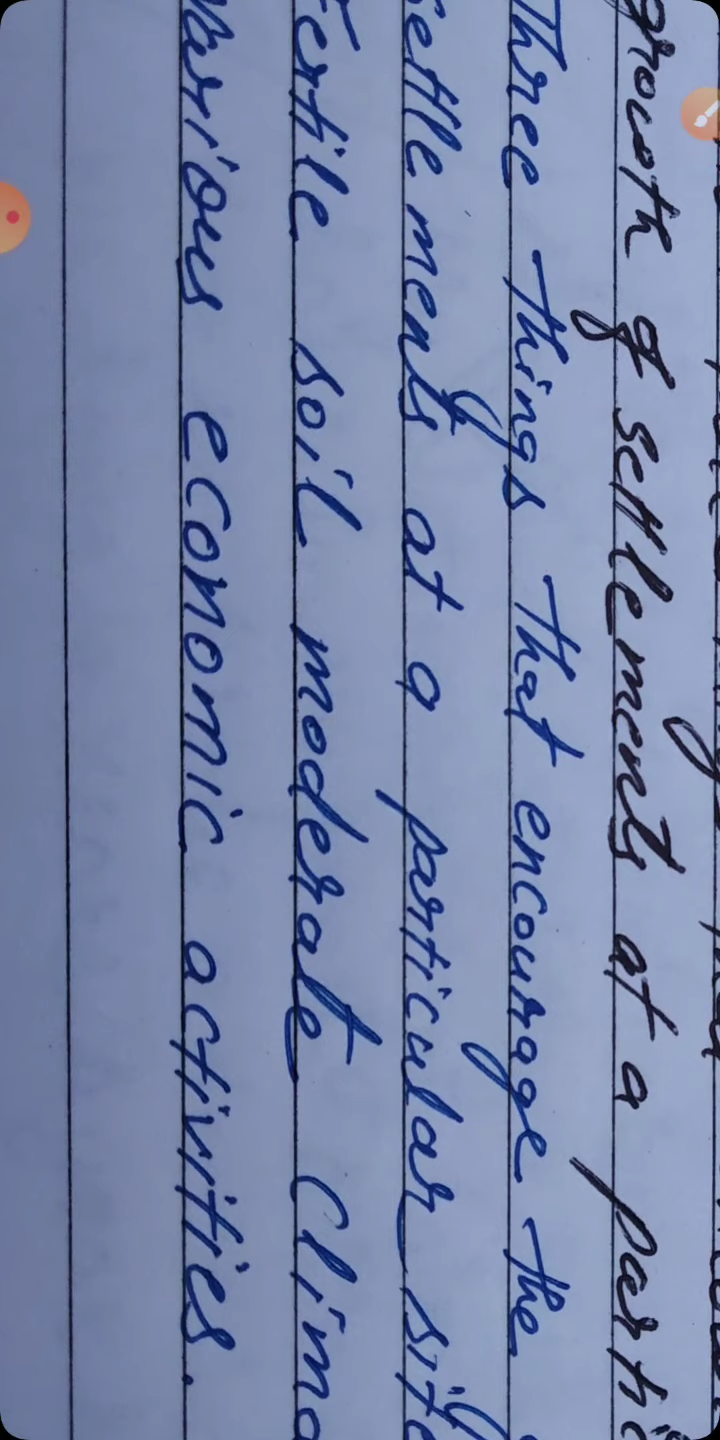 growth of settlements at a parti
Three things that encourage the
settlements at a particular site
Fertile soil moderate clima
various economic activities.